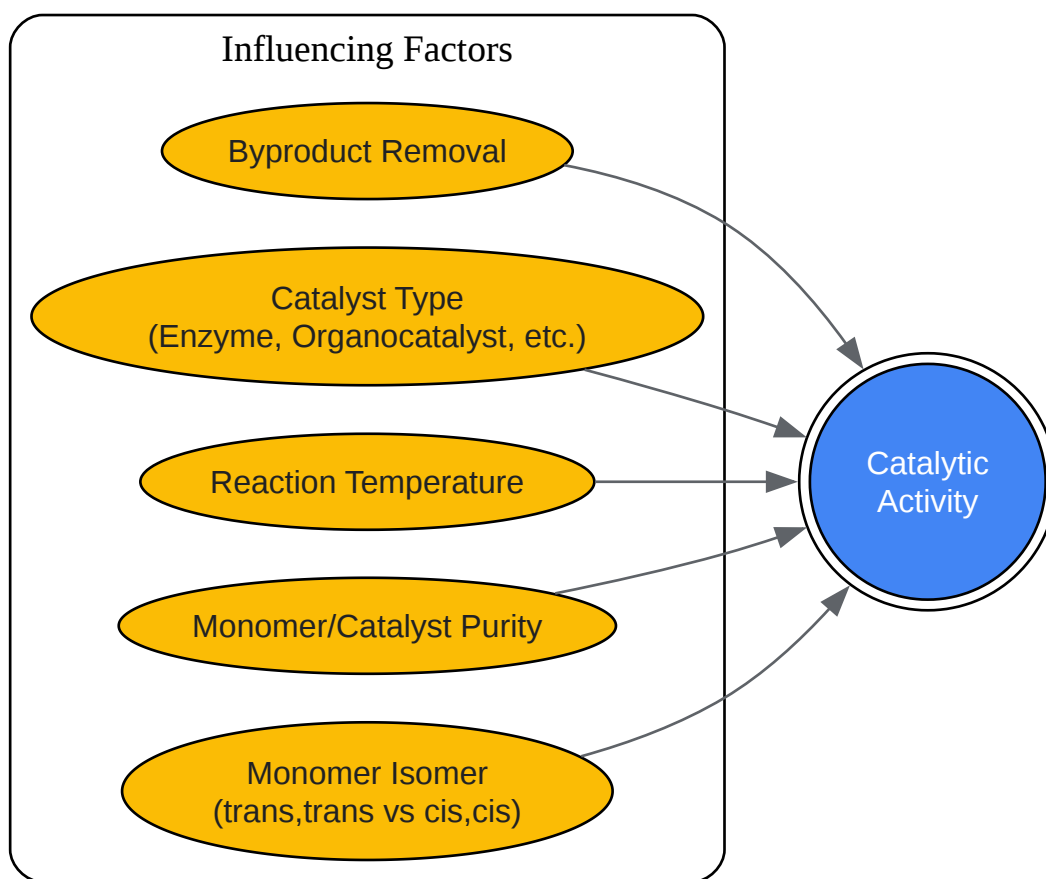 Influencing Factors
Byproduct Removal
Catalyst Type
(Enzyme, Organocatalyst, etc.)
Reaction Temperature
Monomer/Catalyst Purity
Monomer Isomer
(trans,trans vs cis,cis)
Catalytic
Activity